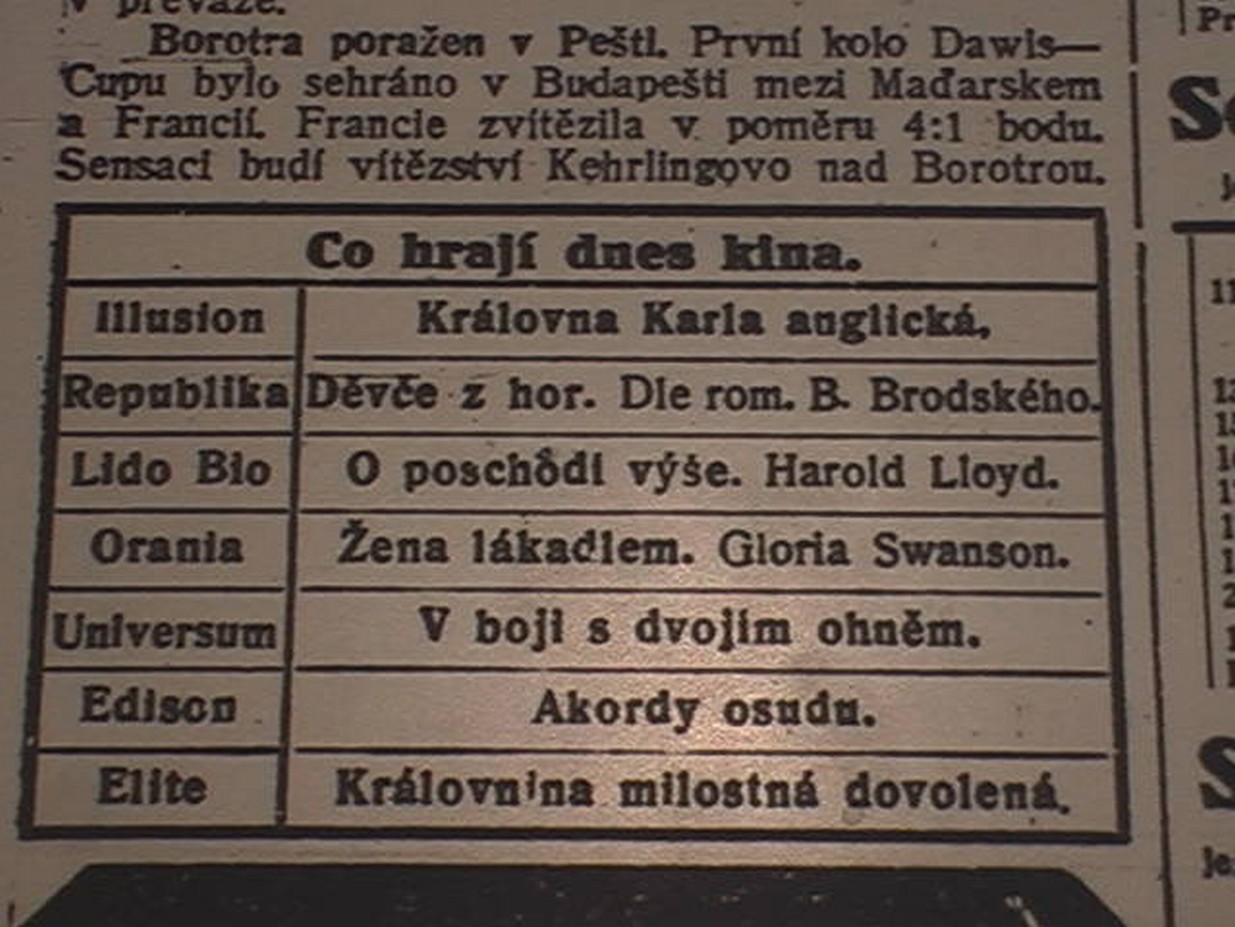 v převaze.
Borotra poražen v Pešti. První kolo Dawis—
Cupu bylo sehráno v Budapešti mezi Maďarskem
a Francií. Francie zvítězila v poměru 4:1 bodu.
Sensaci budí vítězství Kehrlingovo nad Borotrou.
Co hrají dnes kina.
Illusion Královna Karla anglická,
Republika Děvče z hor. Dle rom. B. Brodského.
Lido Bio O poschôdí výše. Harold Lloyd.
Orania Žena lákadlem. Gloria Swanson.
Universum V boji s dvojím ohněm.
Edison Akordy osudu.
Elite Královnina milostná dovolená.